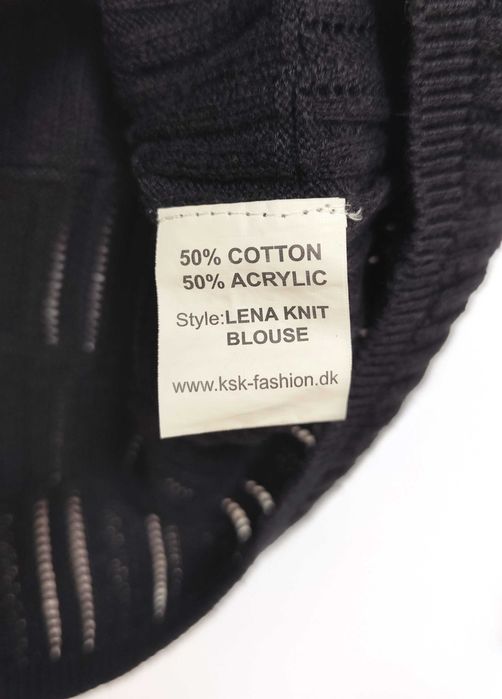 50% COTTON
50% ACRYLIC
Style:LENA KNIT
BLOUSE
www.ksk-fashion.dk